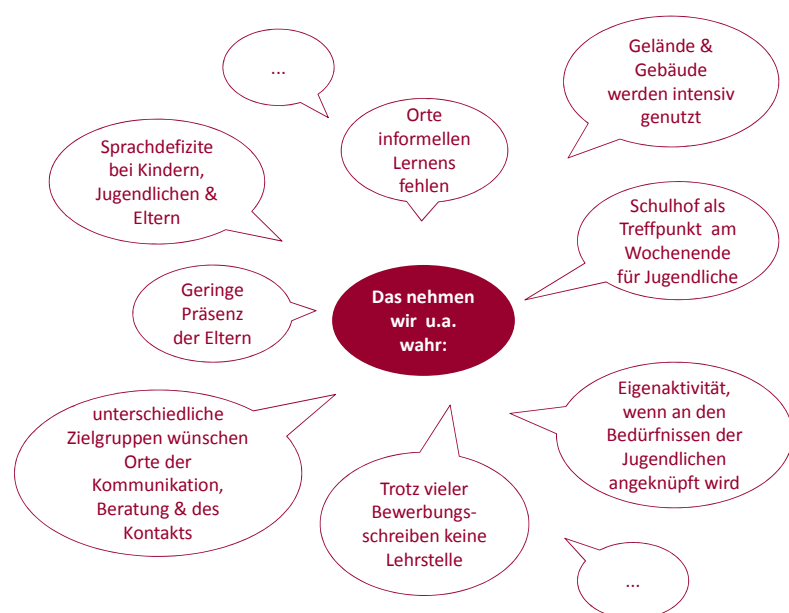 ...
Gelände &
Gebäude
werden intensiv
genutzt
Orte
informellen
Lernens
fehlen
Sprachdefizite
bei Kindern,
Jugendlichen &
Eltern
Schulhof als
Treffpunkt am
Wochenende
für Jugendliche
Geringe
Präsenz
der Eltern
Das nehmen
wir u.a.
wahr:
Eigenaktivität,
wenn an den
Bedürfnissen der
Jugendlichen
angeknüpft wird
unterschiedliche
Zielgruppen wünschen
Orte der
Kommunikation,
Beratung & des
Kontakts
Trotz vieler
Bewerbungs-
schreiben keine
Lehrstelle
...